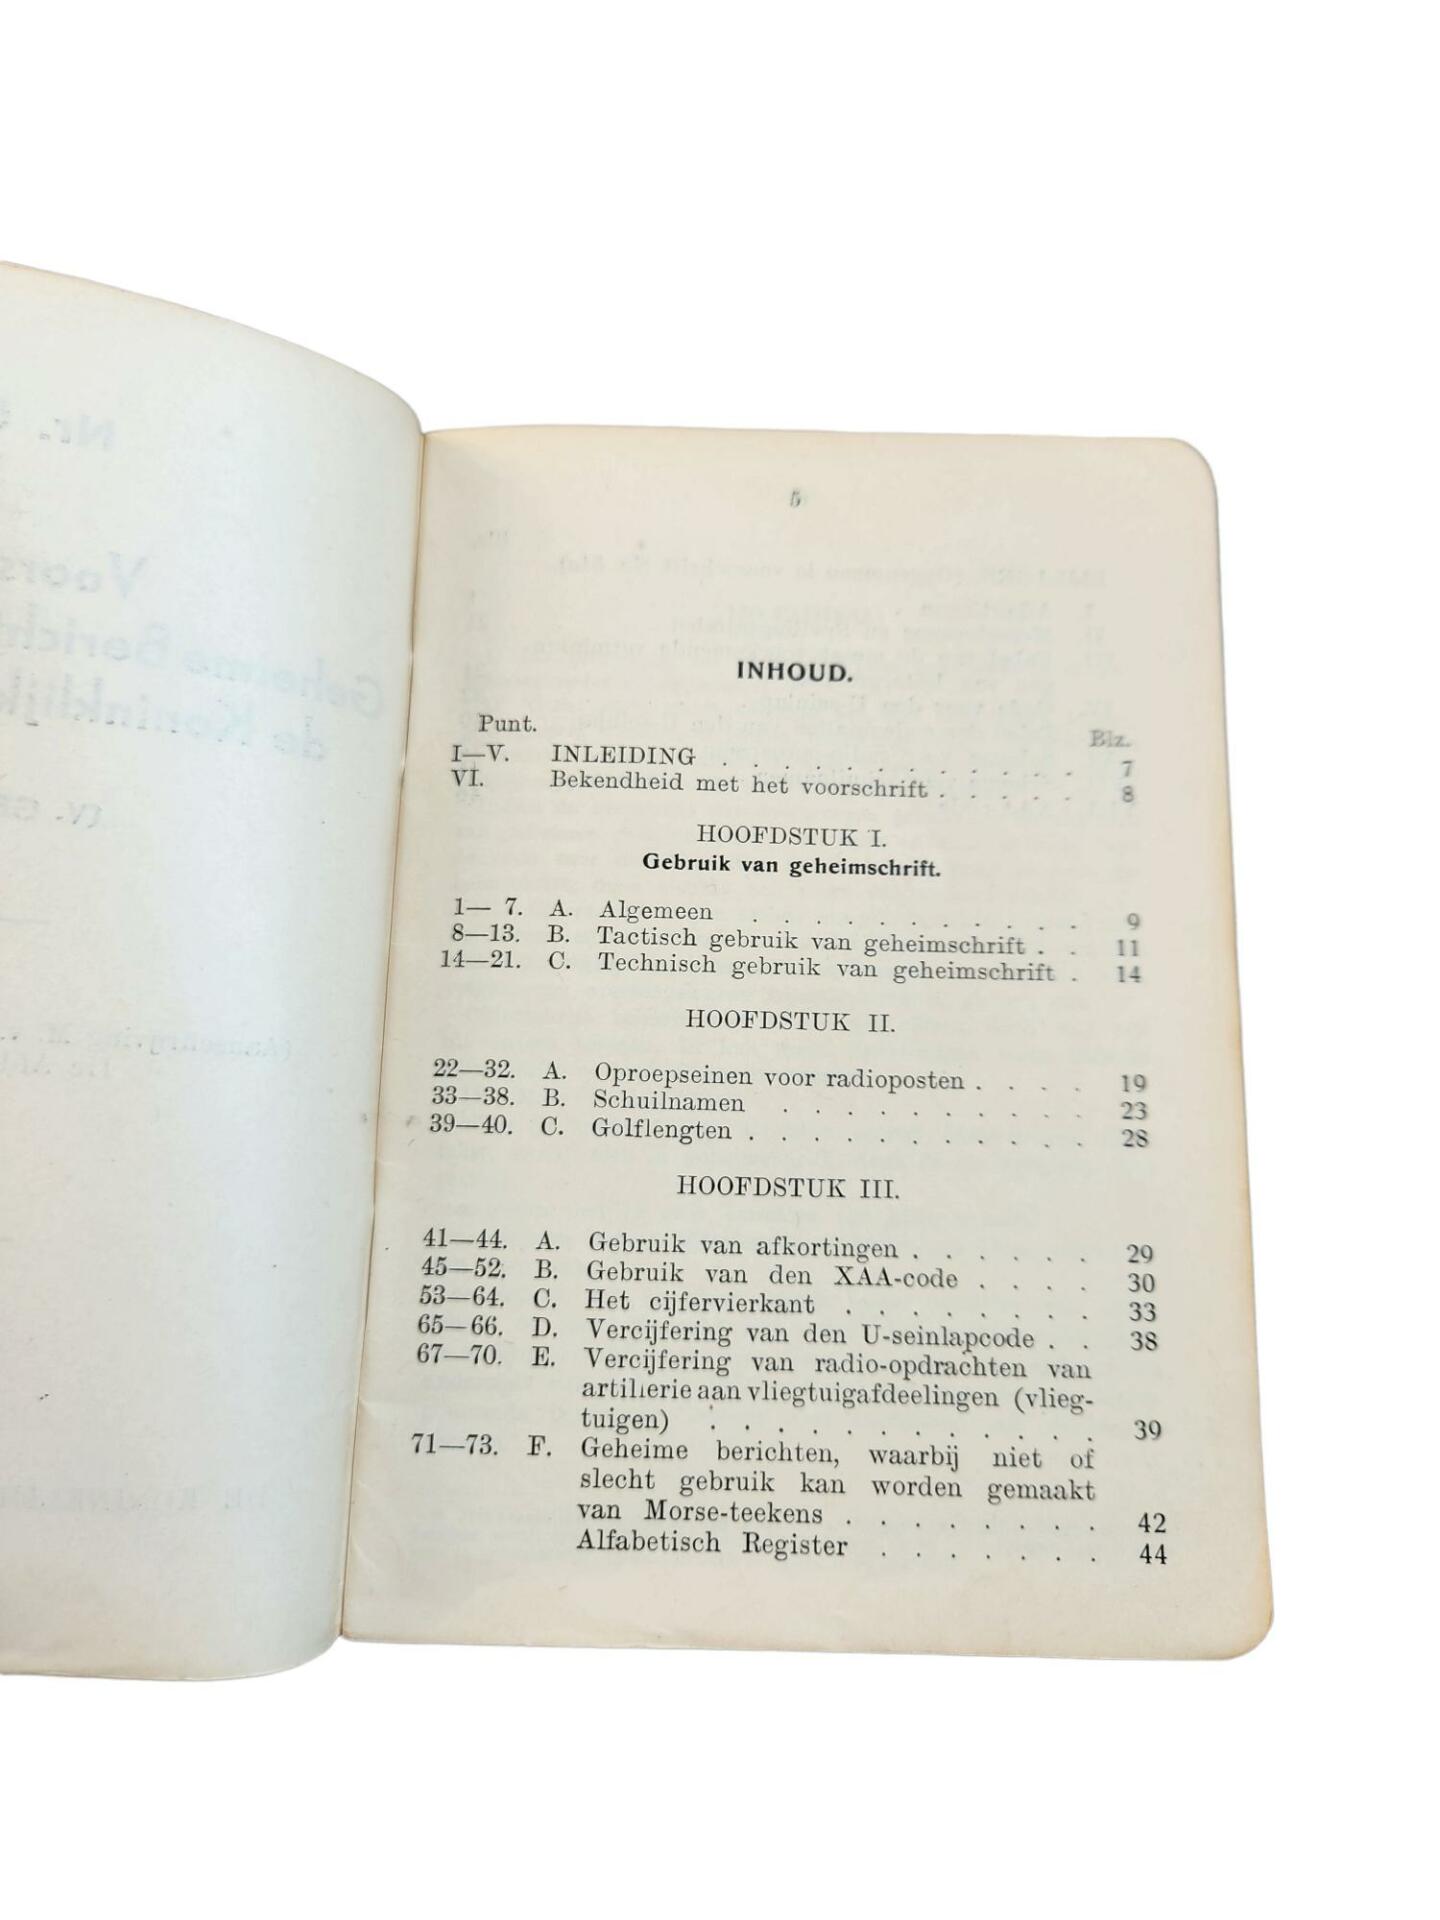 5
INHOUD.
Punt. Blz.
I—V. INLEIDING . . . . . . . . . . . . 7
VI. Bekendheid met het voorschrift . . . . . 8
HOOFDSTUK I.
Gebruik van geheimschrift.
1— 7. A. Algemeen . . . . . . . . . . . 9
8—13. B. Tactisch gebruik van geheimschrift . . 11
14—21. C. Technisch gebruik van geheimschrift . 14
HOOFDSTUK II.
22—32. A. Oproepseinen voor radioposten . . . . 19
33—38. B. Schuilnamen . . . . . . . . . . 23
39—40. C. Golflengten . . . . . . . . . . . 28
HOOFDSTUK III.
41—44. A. Gebruik van afkortingen . . . . . . 29
45—52. B. Gebruik van den XAA-code . . . . 30
53—64. C. Het cijfervierkant . . . . . . . . 33
65—66. D. Vercijfering van den U-seinlapcode . . 38
67—70. E. Vercijfering van radio-opdrachten van
artillerie aan vliegtuigafdeelingen (vlieg-
tuigen) . . . . . . . . . . . . 39
71—73. F. Geheime berichten, waarbij niet of
slecht gebruik kan worden gemaakt
van Morse-teekens . . . . . . . . 42
Alfabetisch Register . . . . . . . 44